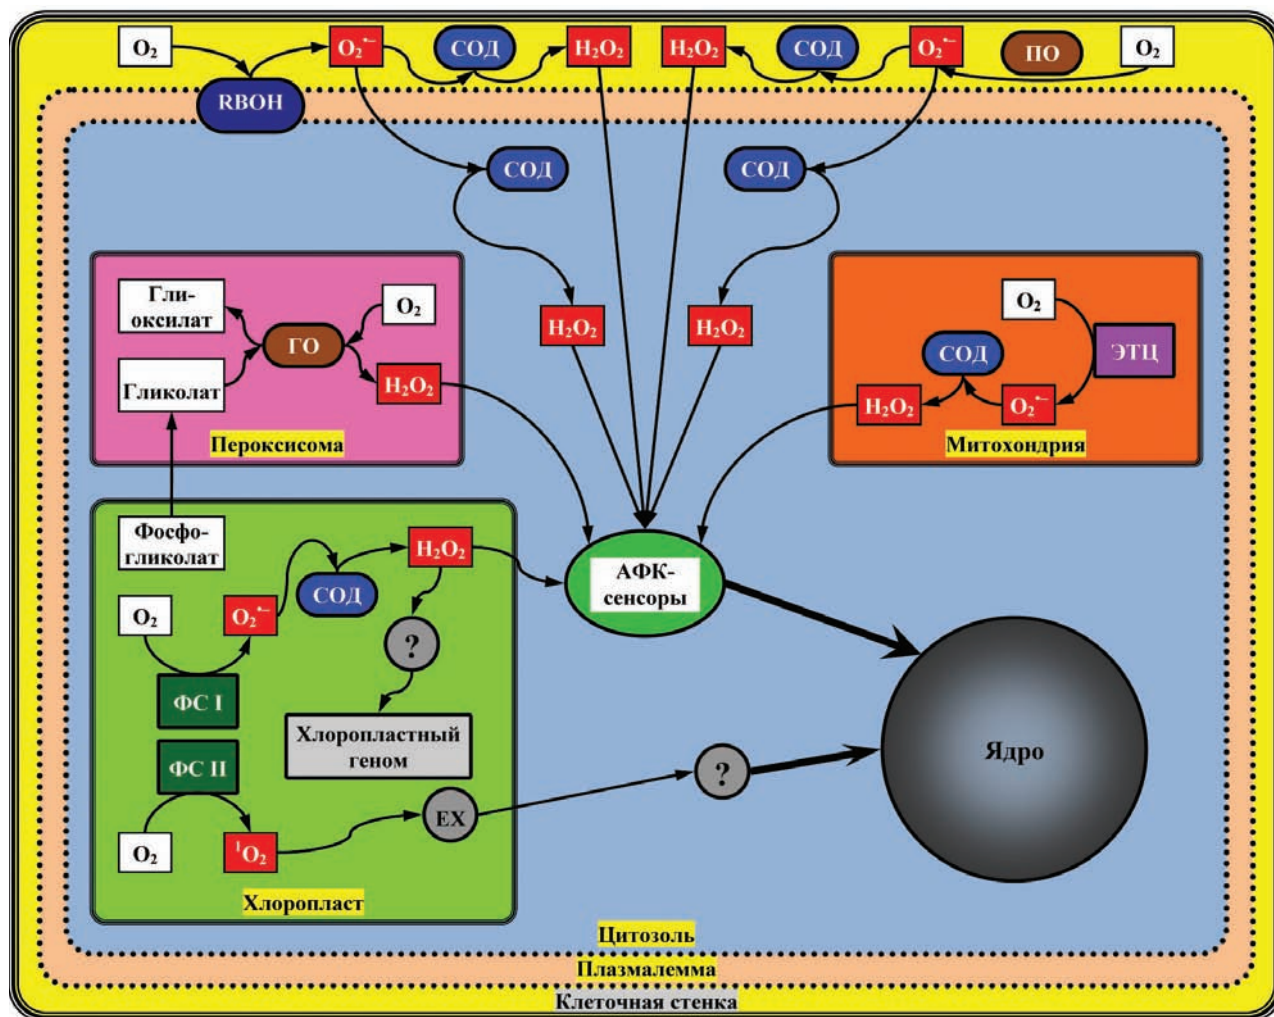 O₂
O₂•–
СОД
H₂O₂
H₂O₂
СОД
O₂•–
ПО
O₂
RBOH
СОД
СОД
Гли-
оксилат
O₂
ГО
Гликолат
H₂O₂
Пероксисома
H₂O₂
H₂O₂
O₂
ЭТЦ
СОД
H₂O₂
O₂•–
Митохондрия
Фосфо-
гликолат
H₂O₂
O₂
O₂•–
СОД
?
ФС I
Хлоропластный
геном
ФС II
O₂
¹O₂
EX
Хлоропласт
АФК-
сенсоры
?
Ядро
Цитозоль
Плазмалемма
Клеточная стенка